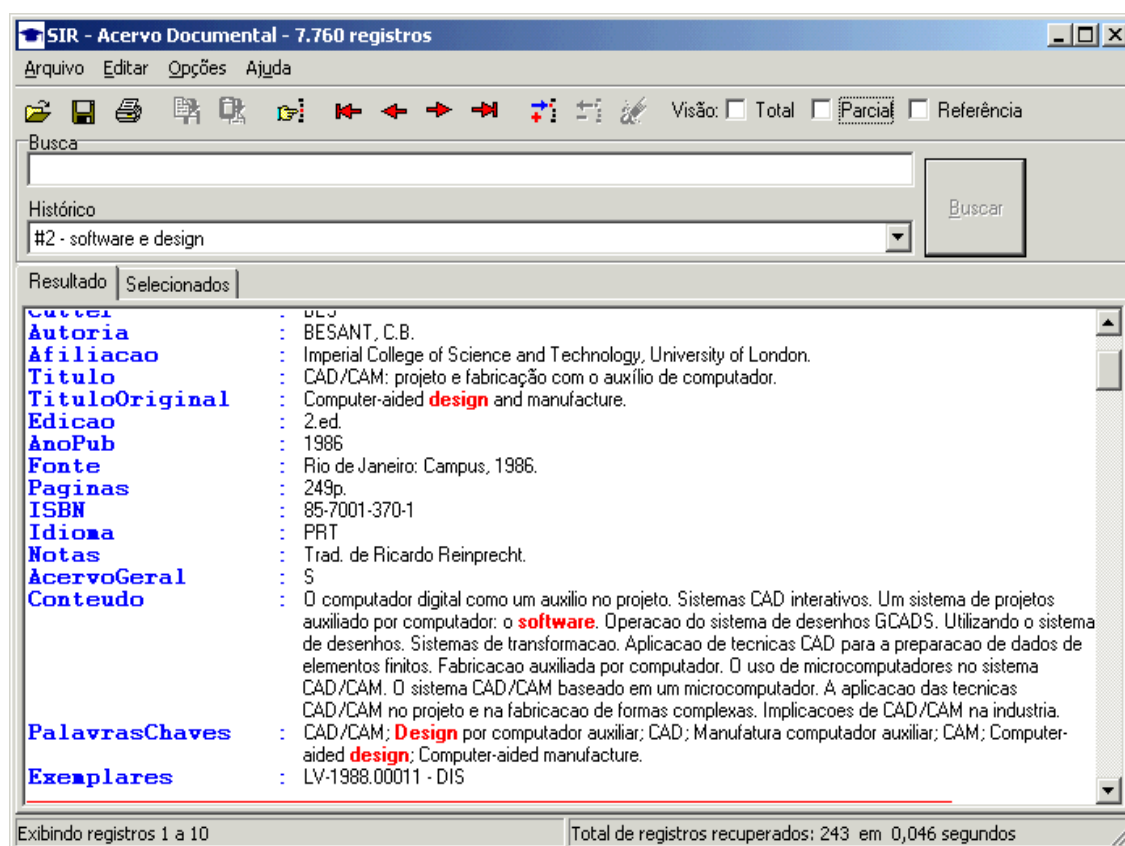 SIR - Acervo Documental - 7.760 registros
Arquivo Editar Opções Ajuda
Visão: Total Parcial Referência
Busca
Buscar
Histórico
#2 - software e design
Resultado Selecionados
Cutter : BES
Autoria : BESANT, C.B.
Afiliacao : Imperial College of Science and Technology, University of London.
Titulo : CAD/CAM: projeto e fabricação com o auxílio de computador.
TituloOriginal : Computer-aided design and manufacture.
Edicao : 2.ed.
AnoPub : 1986
Fonte : Rio de Janeiro: Campus, 1986.
Paginas : 249p.
ISBN : 85-7001-370-1
Idioma : PRT
Notas : Trad. de Ricardo Reinprecht.
AcervoGeral : S
Conteudo : O computador digital como um auxilio no projeto. Sistemas CAD interativos. Um sistema de projetos
auxiliado por computador: o software. Operacao do sistema de desenhos GCADS. Utilizando o sistema
de desenhos. Sistemas de transformacao. Aplicacao de tecnicas CAD para a preparacao de dados de
elementos finitos. Fabricacao auxiliada por computador. O uso de microcomputadores no sistema
CAD/CAM. O sistema CAD/CAM baseado em um microcomputador. A aplicacao das tecnicas
CAD/CAM no projeto e na fabricacao de formas complexas. Implicacoes de CAD/CAM na industria.
PalavrasChaves : CAD/CAM; Design por computador auxiliar; CAD; Manufatura computador auxiliar; CAM; Computer-
aided design; Computer-aided manufacture.
Exemplares : LV-1988.00011 - DIS
Exibindo registros 1 a 10
Total de registros recuperados: 243 em 0,046 segundos